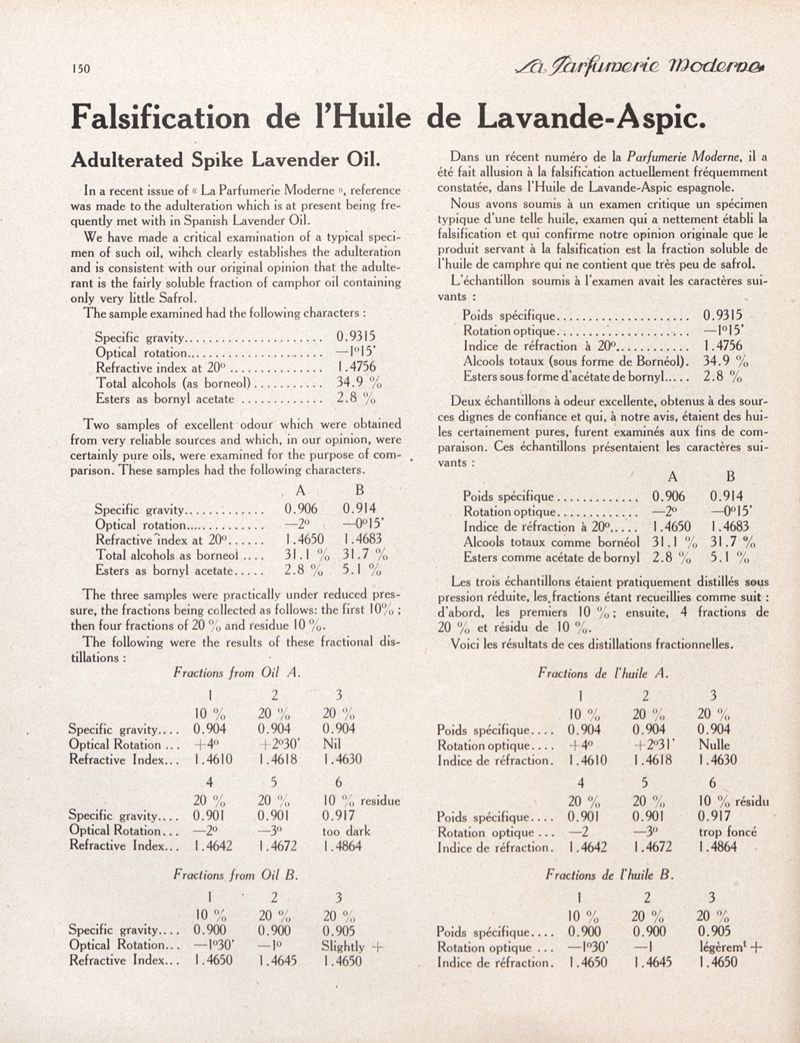 150
La Parfumerie Moderne
Falsification de l'Huile de Lavande-Aspic.
Adulterated Spike Lavender Oil.
In a recent issue of « La Parfumerie Moderne », reference
was made to the adulteration which is at present being fre-
quently met with in Spanish Lavender Oil.
We have made a critical examination of a typical speci-
men of such oil, wihch clearly establishes the adulteration
and is consistent with our original opinion that the adulte-
rant is the fairly soluble fraction of camphor oil containing
only very little Safrol.
The sample examined had the following characters :
Specific gravity...................... 0.9315
Optical rotation...................... —1º15'
Refractive index at 20º ............... 1.4756
Total alcohols (as borneol)........... 34.9 %
Esters as bornyl acetate ............. 2.8 %
Two samples of excellent odour which were obtained
from very reliable sources and which, in our opinion, were
certainly pure oils, were examined for the purpose of com-
parison. These samples had the following characters.
A B
Specific gravity............. 0.906 0.914
Optical rotation............. —2º —0º15'
Refractive index at 20º...... 1.4650 1.4683
Total alcohols as borneol .... 31.1 % 31.7 %
Esters as bornyl acetate..... 2.8 % 5.1 %
The three samples were practically under reduced pres-
sure, the fractions being collected as follows: the first 10% ;
then four fractions of 20 % and residue 10 %.
The following were the results of these fractional dis-
tillations :
Fractions from Oil A.
1 2 3
10 % 20 % 20 %
Specific gravity.... 0.904 0.904 0.904
Optical Rotation ... +4º +2º30' Nil
Refractive Index... 1.4610 1.4618 1.4630
4 5 6
20 % 20 % 10 % residue
Specific gravity.... 0.901 0.901 0.917
Optical Rotation... —2º —3º too dark
Refractive Index... 1.4642 1.4672 1.4864
Fractions from Oil B.
1 2 3
10 % 20 % 20 %
Specific gravity.... 0.900 0.900 0.905
Optical Rotation... —1º30' —1º Slightly +
Refractive Index... 1.4650 1.4645 1.4650
Dans un récent numéro de la Parfumerie Moderne, il a
été fait allusion à la falsification actuellement fréquemment
constatée, dans l'Huile de Lavande-Aspic espagnole.
Nous avons soumis à un examen critique un spécimen
typique d'une telle huile, examen qui a nettement établi la
falsification et qui confirme notre opinion originale que le
produit servant à la falsification est la fraction soluble de
l'huile de camphre qui ne contient que très peu de safrol.
L'échantillon soumis à l'examen avait les caractères sui-
vants :
Poids spécifique..................... 0.9315
Rotation optique..................... —1º15'
Indice de réfraction à 20º............ 1.4756
Alcools totaux (sous forme de Bornéol). 34.9 %
Esters sous forme d'acétate de bornyl..... 2.8 %
Deux échantillons à odeur excellente, obtenus à des sour-
ces dignes de confiance et qui, à notre avis, étaient des hui-
les certainement pures, furent examinés aux fins de com-
paraison. Ces échantillons présentaient les caractères sui-
vants :
A B
Poids spécifique............. 0.906 0.914
Rotation optique............. —2º —0º15'
Indice de réfraction à 20º..... 1.4650 1.4683
Alcools totaux comme bornéol 31.1 % 31.7 %
Esters comme acétate de bornyl 2.8 % 5.1 %
Les trois échantillons étaient pratiquement distillés sous
pression réduite, les fractions étant recueillies comme suit :
d'abord, les premiers 10 % ; ensuite, 4 fractions de
20 % et résidu de 10 %.
Voici les résultats de ces distillations fractionnelles.
Fractions de l'huile A.
1 2 3
10 % 20 % 20 %
Poids spécifique.... 0.904 0.904 0.904
Rotation optique.... +4º +2º31' Nulle
Indice de réfraction. 1.4610 1.4618 1.4630
4 5 6
20 % 20 % 10 % résidu
Poids spécifique.... 0.901 0.901 0.917
Rotation optique ... —2 —3º trop foncé
Indice de réfraction. 1.4642 1.4672 1.4864
Fractions de l'huile B.
1 2 3
10 % 20 % 20 %
Poids spécifique.... 0.900 0.900 0.905
Rotation optique ... —1º30' —1 légèremᵗ +
Indice de réfraction. 1.4650 1.4645 1.4650